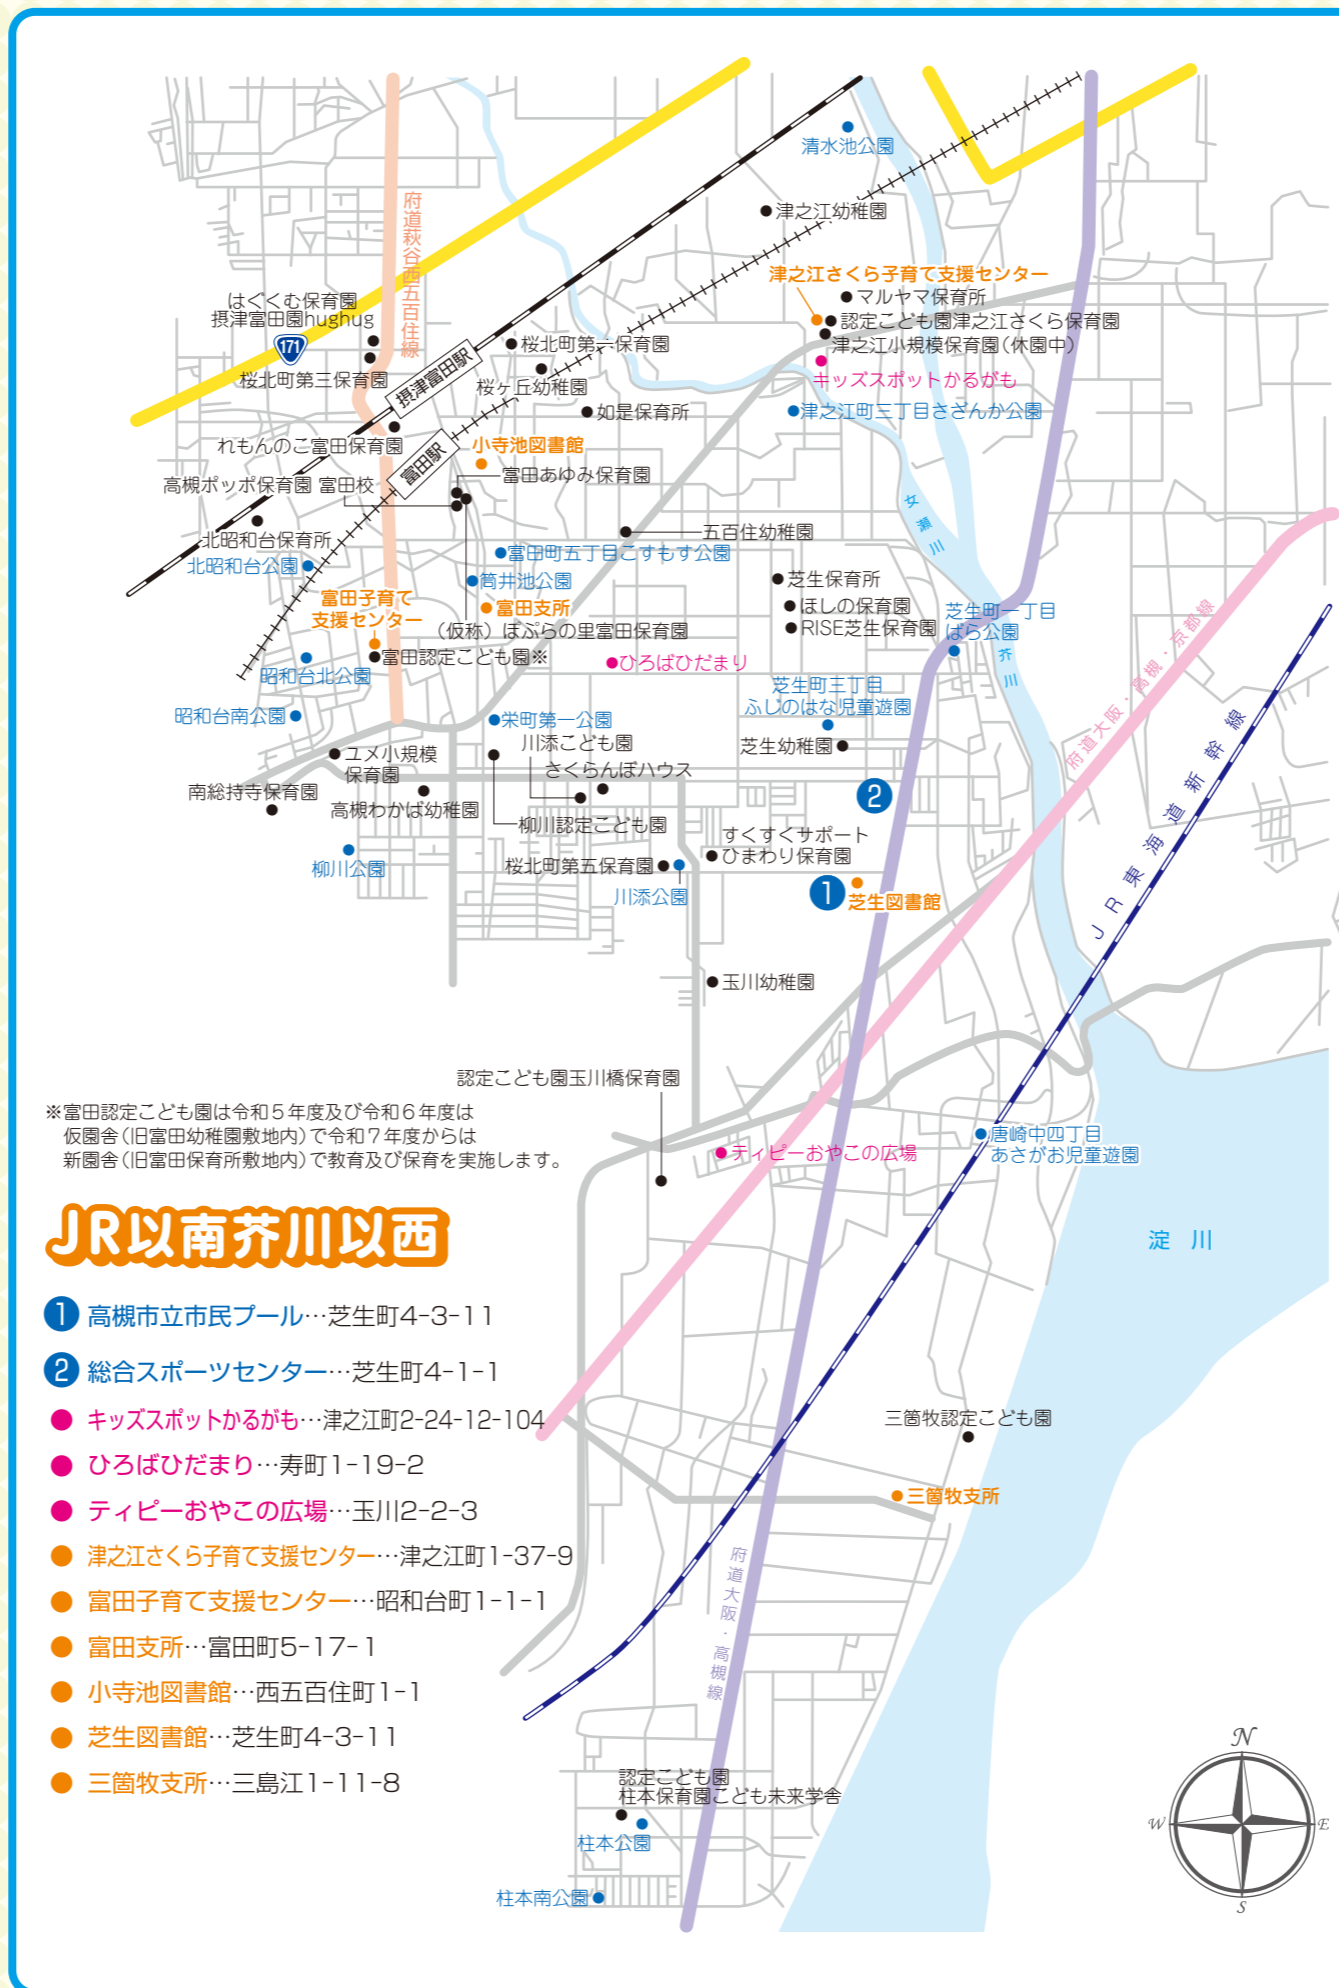 清水池公園
津之江幼稚園
府道萩谷西五百住線
津之江さくら子育て支援センター
マルヤマ保育所
認定こども園津之江さくら保育園
津之江小規模保育園(休園中)
キッズスポットかるがも
津之江町三丁目さざんか公園
はぐくむ保育園
摂津富田園hughug
171
桜北町第三保育園
摂津富田駅
桜北町第一保育園
桜ヶ丘幼稚園
如是保育所
れもんのこ富田保育園
富田駅
小寺池図書館
富田あゆみ保育園
高槻ポッポ保育園 富田校
北昭和台保育所
北昭和台公園
五百住幼稚園
富田町五丁目こすもす公園
筒井池公園
女瀬川
富田子育て
支援センター
富田支所
(仮称)ぽぷらの里富田保育園
富田認定こども園※
芝生保育所
ほしの保育園
RISE芝生保育園
芝生町一丁目
ばら公園
芥川
ひろばひだまり
昭和台北公園
昭和台南公園
芝生町三丁目
ふじのはな児童遊園
芝生幼稚園
府道大阪・高槻・京都線
JR東海道新幹線
栄町第一公園
川添こども園
さくらんぼハウス
ユメ小規模
保育園
南総持寺保育園
高槻わかば幼稚園
柳川認定こども園
2
すくすくサポート
ひまわり保育園
桜北町第五保育園
柳川公園
川添公園
1
芝生図書館
玉川幼稚園
認定こども園玉川橋保育園
※富田認定こども園は令和5年度及び令和6年度は
仮園舎(旧富田幼稚園敷地内)で令和7年度からは
新園舎(旧富田保育所敷地内)で教育及び保育を実施します。
ティピーおやこの広場
唐崎中四丁目
あさがお児童遊園
淀川
JR以南芥川以西
1 高槻市立市民プール…芝生町4-3-11
2 総合スポーツセンター…芝生町4-1-1
● キッズスポットかるがも…津之江町2-24-12-104
● ひろばひだまり…寿町1-19-2
● ティピーおやこの広場…玉川2-2-3
● 津之江さくら子育て支援センター…津之江町1-37-9
● 富田子育て支援センター…昭和台町1-1-1
● 富田支所…富田町5-17-1
● 小寺池図書館…西五百住町1-1
● 芝生図書館…芝生町4-3-11
● 三箇牧支所…三島江1-11-8
三箇牧認定こども園
三箇牧支所
府道大阪・高槻線
認定こども園
柱本保育園こども未来学舎
柱本公園
柱本南公園
N
W
E
S